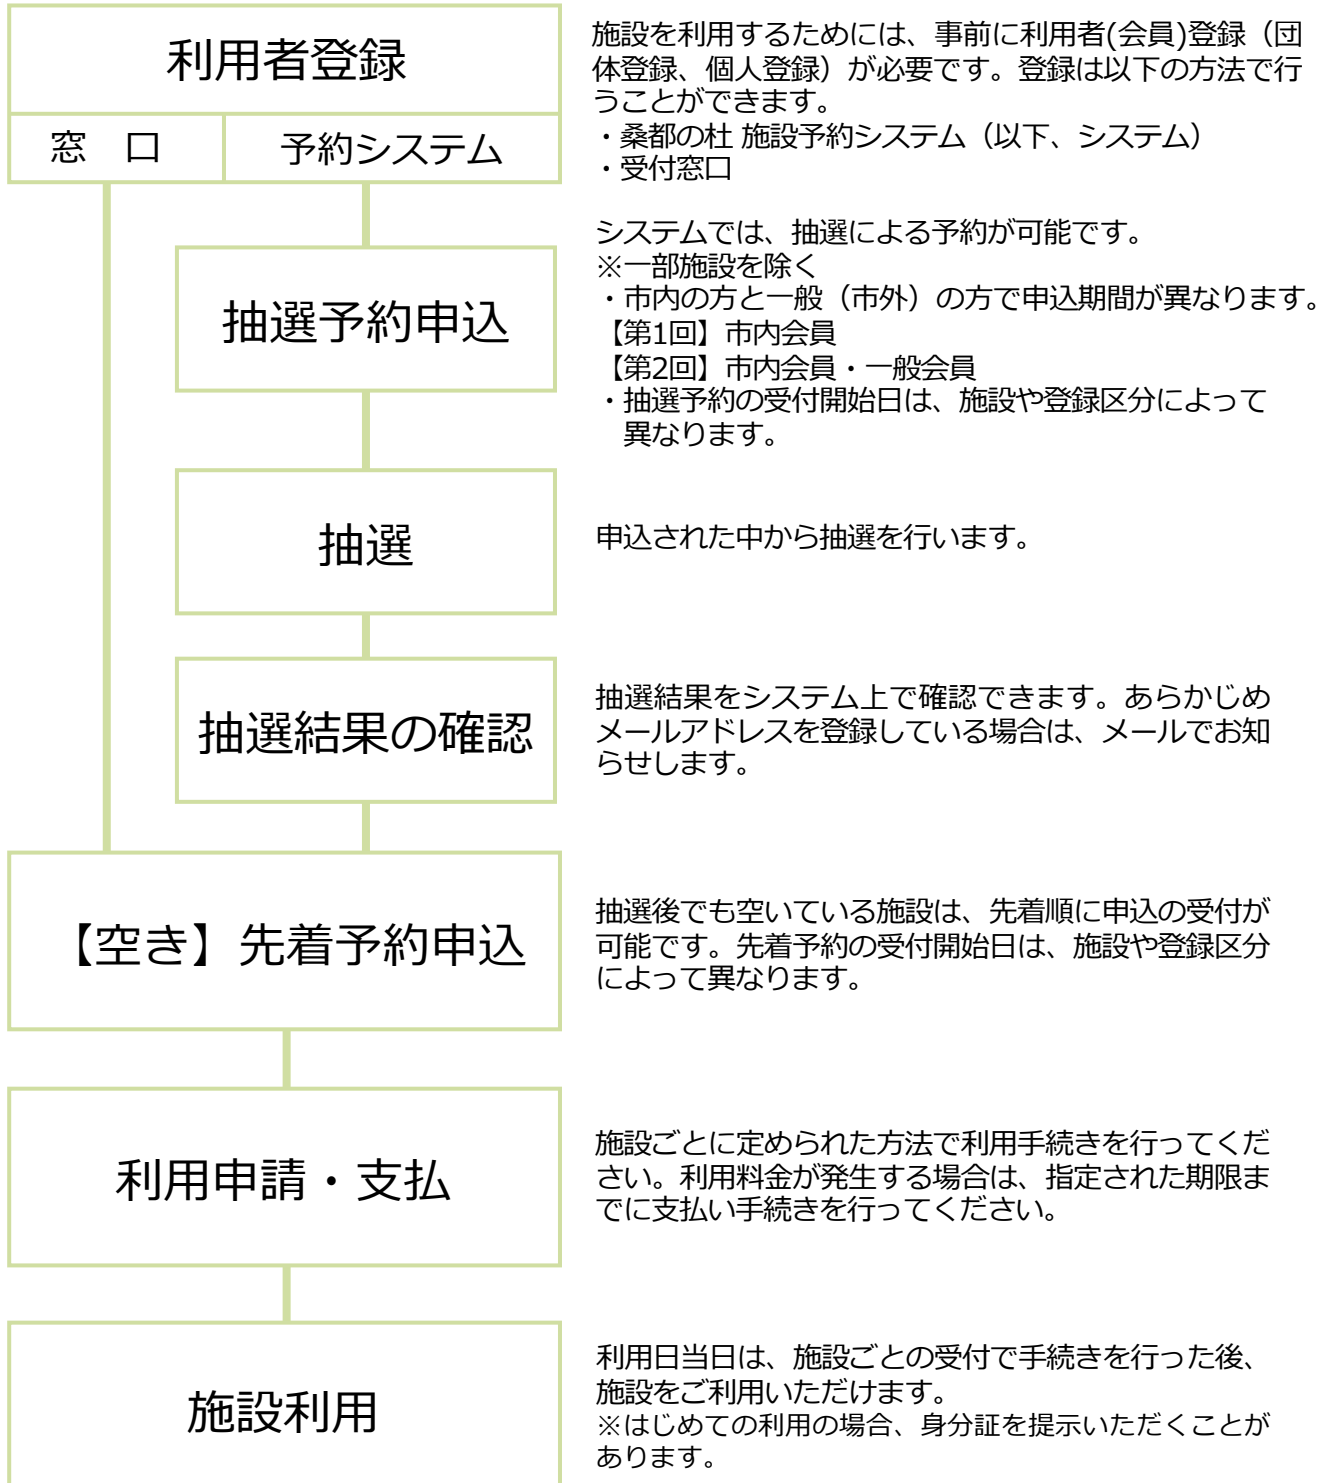 利用者登録
窓　口
予約システム
施設を利用するためには、事前に利用者(会員)登録（団
体登録、個人登録）が必要です。登録は以下の方法で行
うことができます。
・桑都の杜 施設予約システム（以下、システム）
・受付窓口
抽選予約申込
システムでは、抽選による予約が可能です。
※一部施設を除く
・市内の方と一般（市外）の方で申込期間が異なります。
【第1回】市内会員
【第2回】市内会員・一般会員
・抽選予約の受付開始日は、施設や登録区分によって
異なります。
抽選
申込された中から抽選を行います。
抽選結果の確認
抽選結果をシステム上で確認できます。あらかじめ
メールアドレスを登録している場合は、メールでお知
らせします。
【空き】先着予約申込
抽選後でも空いている施設は、先着順に申込の受付が
可能です。先着予約の受付開始日は、施設や登録区分
によって異なります。
利用申請・支払
施設ごとに定められた方法で利用手続きを行ってくだ
さい。利用料金が発生する場合は、指定された期限ま
でに支払い手続きを行ってください。
施設利用
利用日当日は、施設ごとの受付で手続きを行った後、
施設をご利用いただけます。
※はじめての利用の場合、身分証を提示いただくことが
あります。